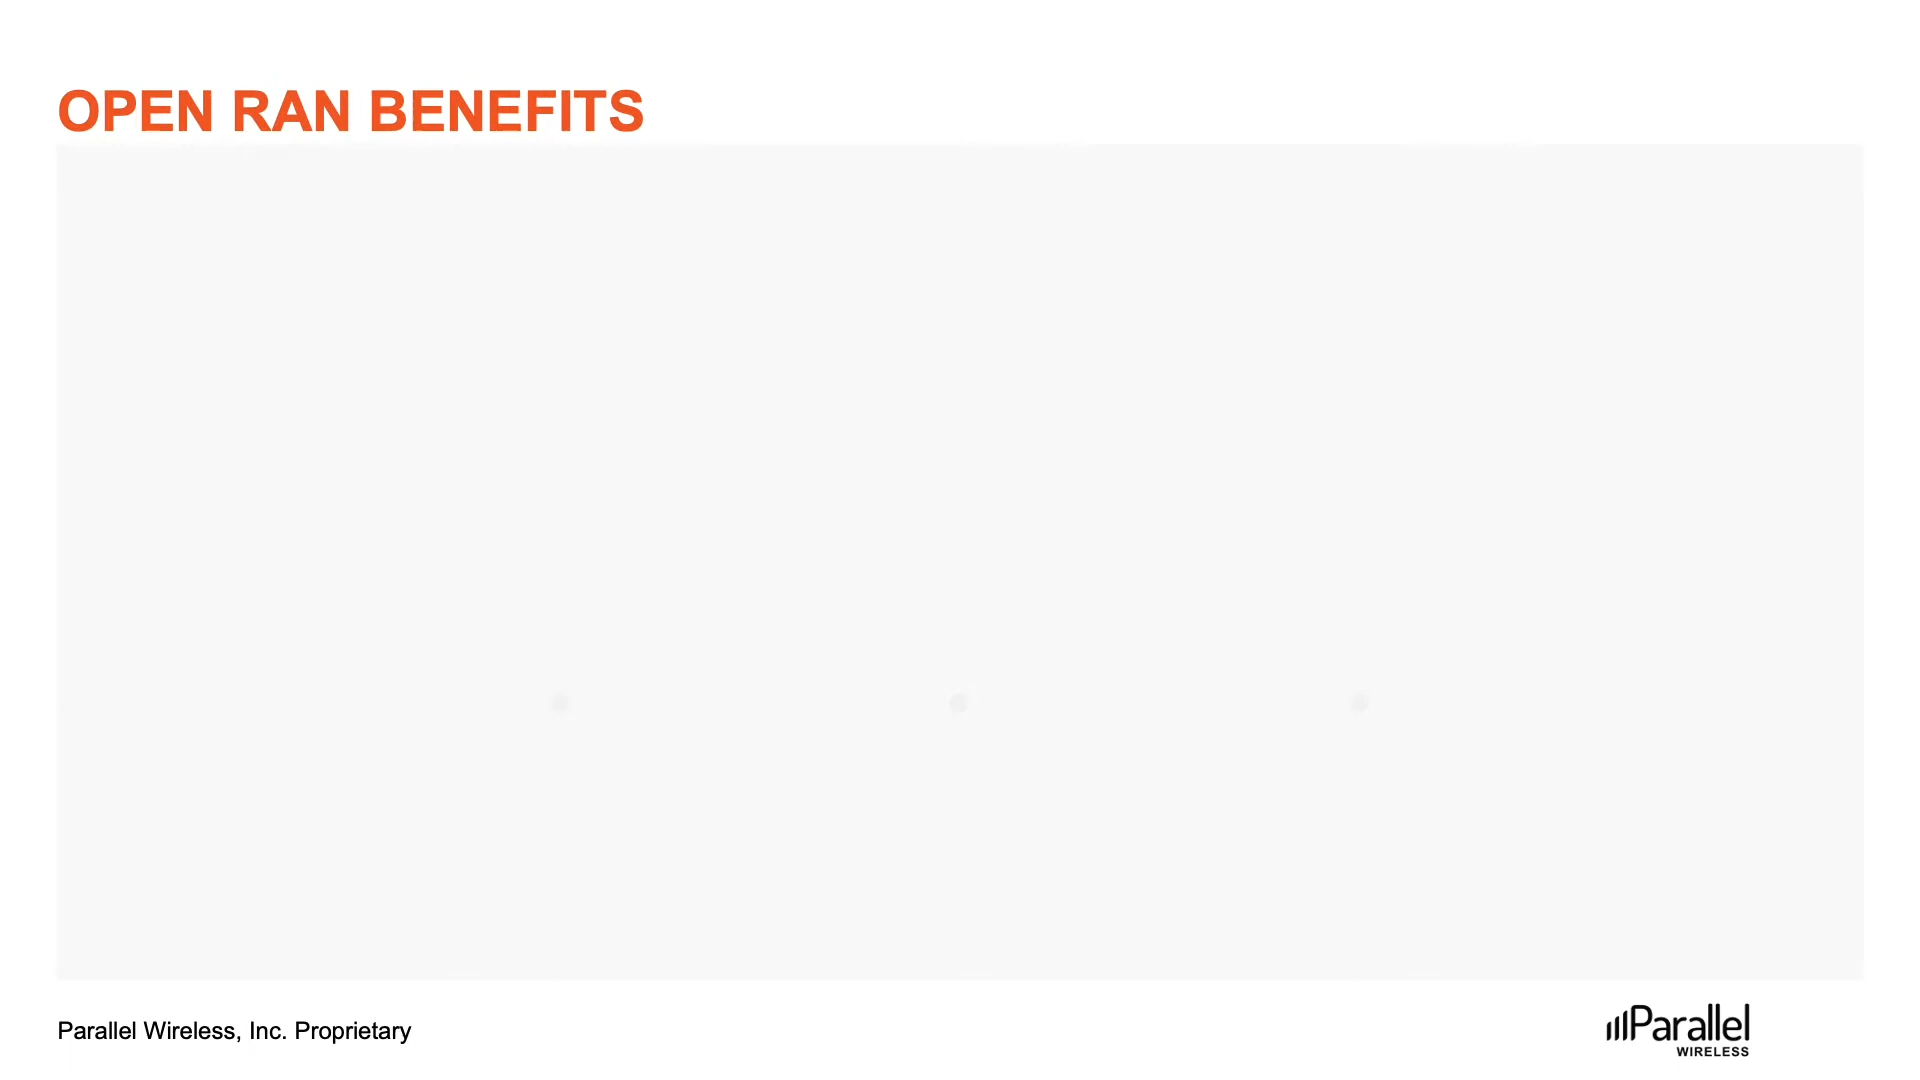 OPEN RAN BENEFITS
Parallel Wireless, Inc. Proprietary
Parallel
WIRELESS